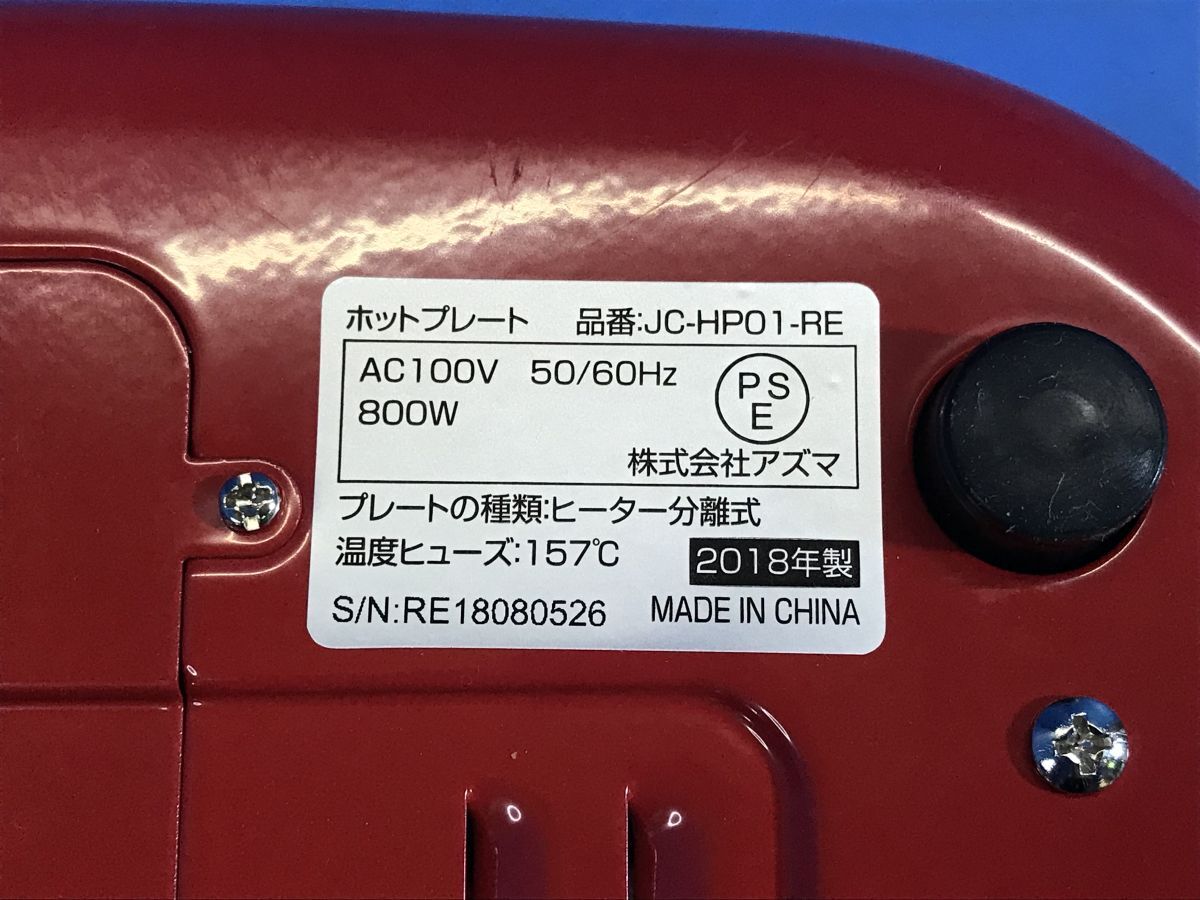 ホットプレート 品番:JC-HP01-RE
AC100V 50/60Hz
800W
PSE
株式会社アズマ
プレートの種類:ヒーター分離式
温度ヒューズ:157℃ 2018年製
S/N:RE18080526 MADE IN CHINA